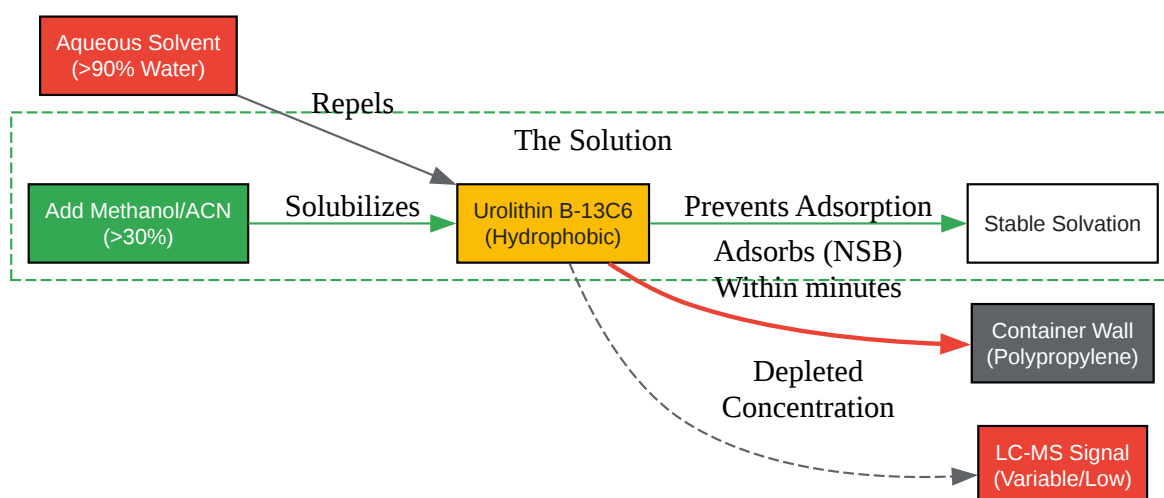 Aqueous Solvent
(>90% Water)
Repels
The Solution
Add Methanol/ACN
(>30%)
Solubilizes
Urolithin B-13C6
(Hydrophobic)
Prevents Adsorption
Stable Solvation
Adsorbs (NSB)
Within minutes
Container Wall
(Polypropylene)
Depleted
Concentration
LC-MS Signal
(Variable/Low)